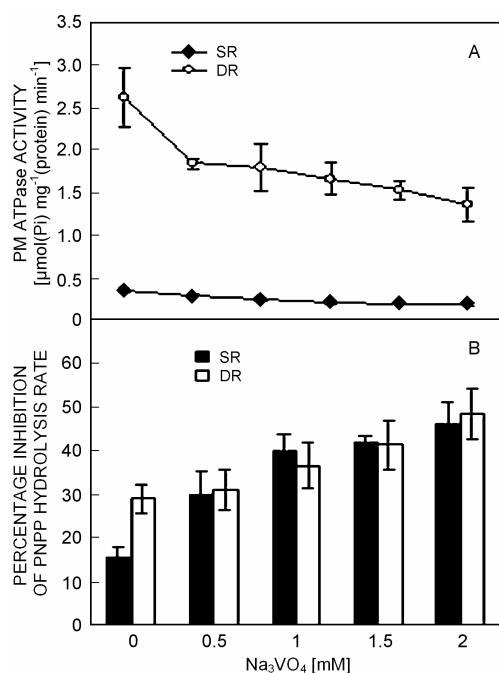 3.5
3.0
2.5
2.0
1.5
1.0
0.5
0
PM ATPase ACTIVITY
[μmol(Pi) mg⁻¹(protein) min⁻¹]
SR
DR
A
60
50
40
30
20
10
0
PERCENTAGE INHIBITION
OF PNPP HYDROLYSIS RATE
SR
DR
B
0 0.5 1 1.5 2
Na₃VO₄ [mM]